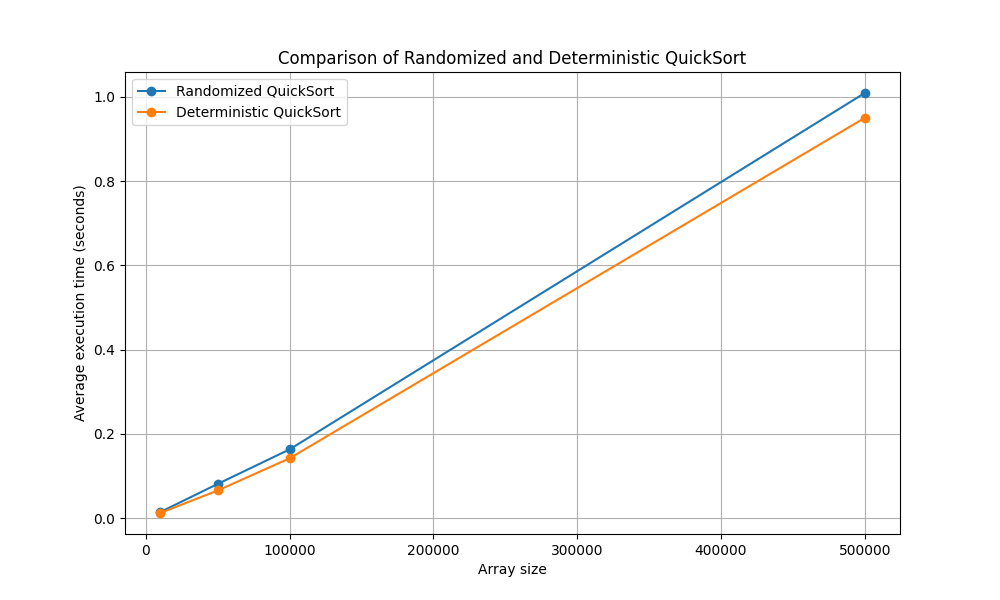 Comparison of Randomized and Deterministic QuickSort
Randomized QuickSort
Deterministic QuickSort
Average execution time (seconds)
1.0
0.8
0.6
0.4
0.2
0.0
0 100000 200000 300000 400000 500000
Array size